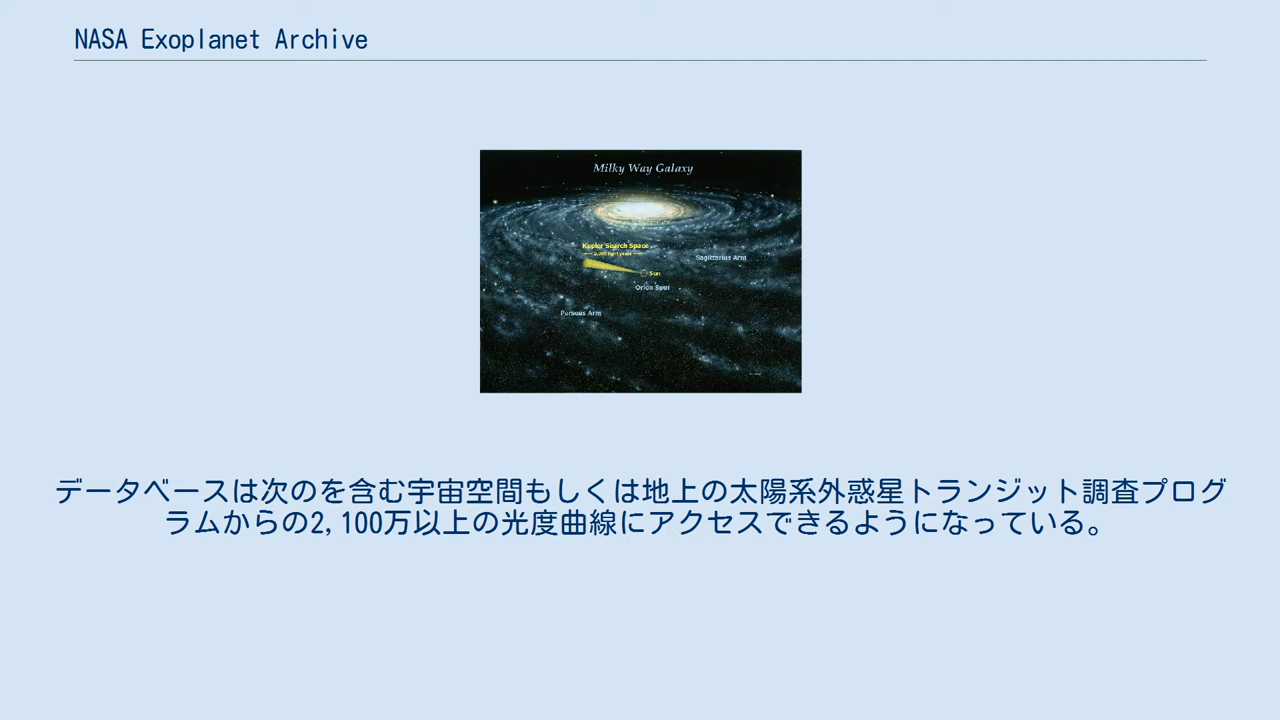 NASA Exoplanet Archive
Milky Way Galaxy
Kepler Search Space
3,000 light years
Sun
Sagittarius Arm
Orion Spur
Perseus Arm
データベースは次のを含む宇宙空間もしくは地上の太陽系外惑星トランジット調査プログ
ラムからの2,100万以上の光度曲線にアクセスできるようになっている。